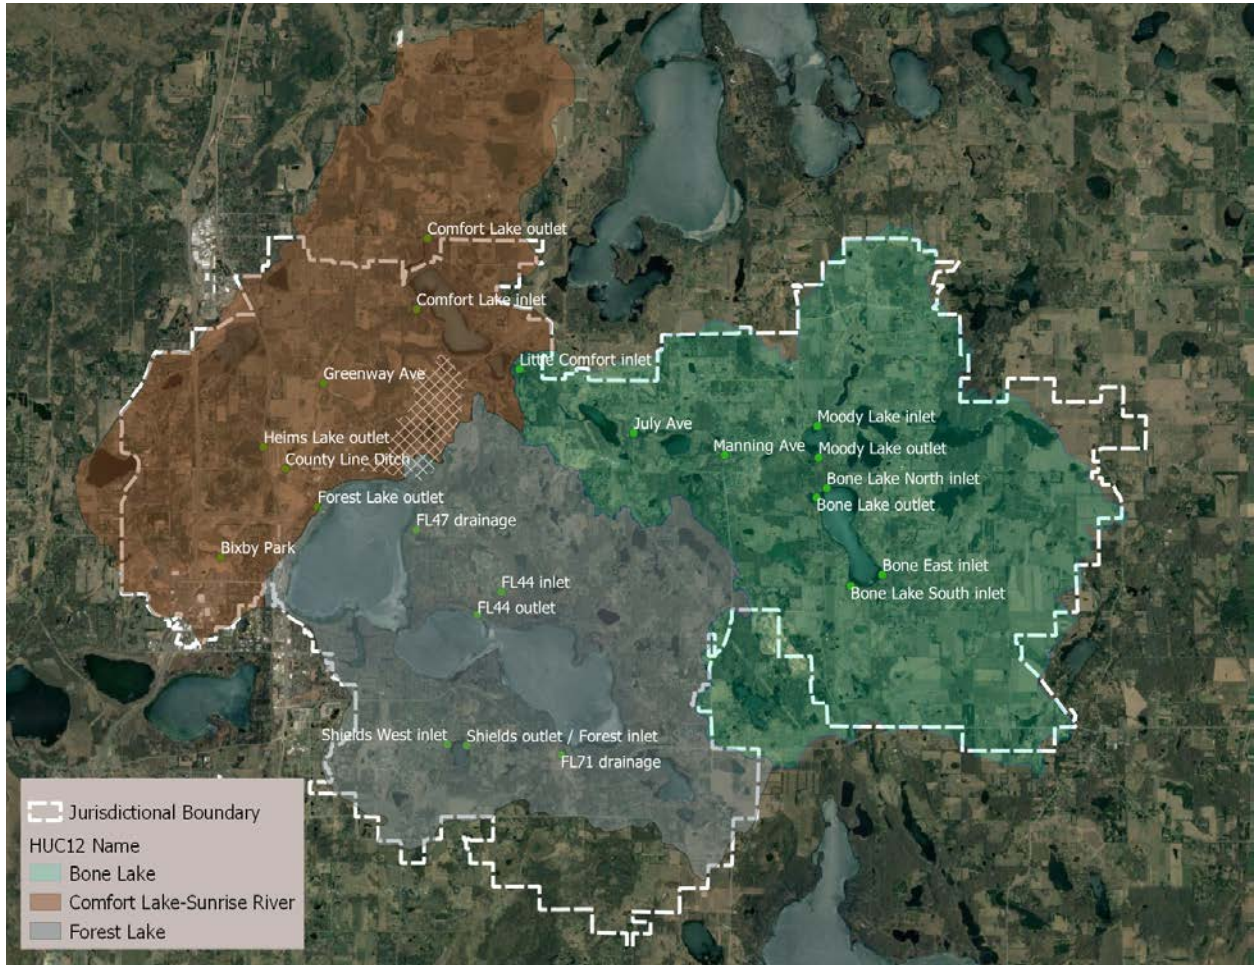 Comfort Lake outlet
Comfort Lake inlet
Little Comfort inlet
Greenway Ave
July Ave
Moody Lake inlet
Heims Lake outlet
Manning Ave
Moody Lake outlet
County Line Ditch
Bone Lake North inlet
Forest Lake outlet
Bone Lake outlet
FL47 drainage
Bixby Park
Bone East inlet
FL44 inlet
Bone Lake South inlet
FL44 outlet
Shields West inlet
Shields outlet / Forest inlet
FL71 drainage
Jurisdictional Boundary
HUC12 Name
Bone Lake
Comfort Lake-Sunrise River
Forest Lake